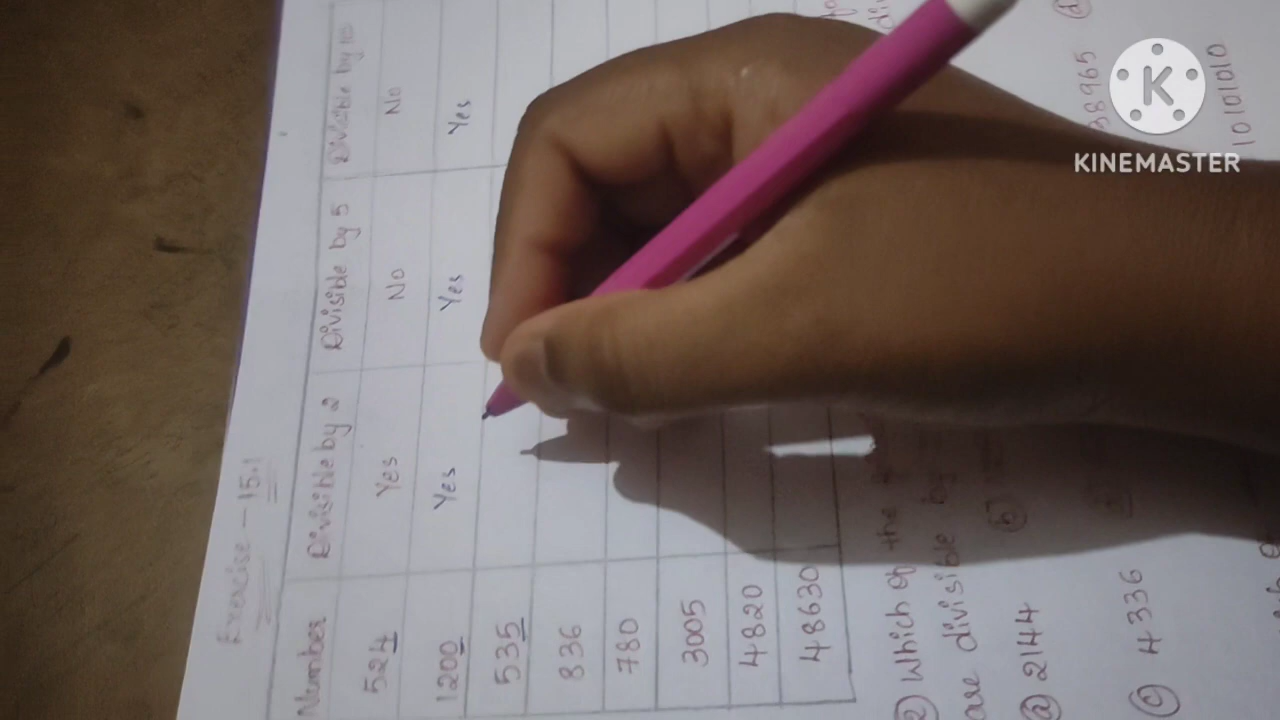 Exercise - 15.1
Number Divisible by 2 Divisible by 5 Divisible by 10
524 Yes No No
1200 Yes Yes Yes
535
836
780
3005
4820
48630
2) Which of the
are divisible by
a) 2144
38965
c) 4336
10101010
KINEMASTER